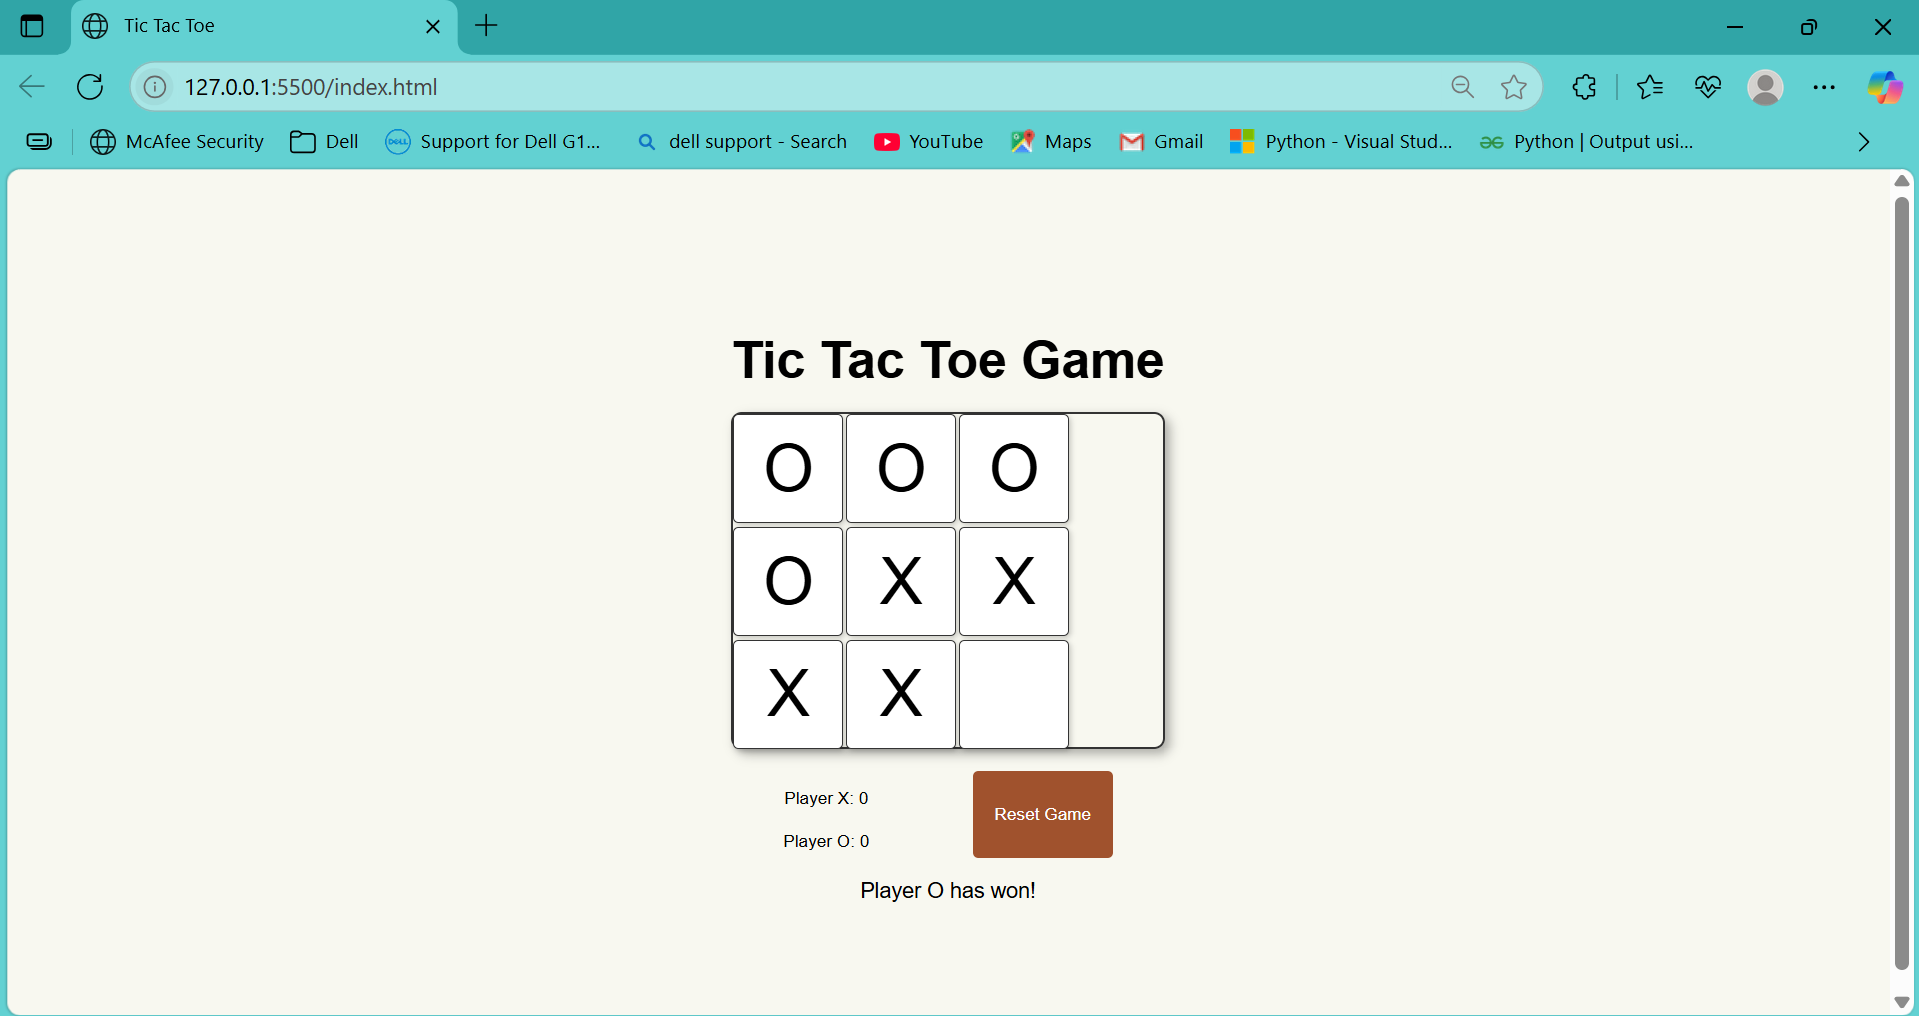 Tic Tac Toe
127.0.0.1:5500/index.html
McAfee Security Dell DELL Support for Dell G1... dell support - Search YouTube Maps Gmail Python - Visual Stud... Python | Output usi...
Tic Tac Toe Game
O O O
O X X
X X
Player X: 0
Reset Game
Player O: 0
Player O has won!